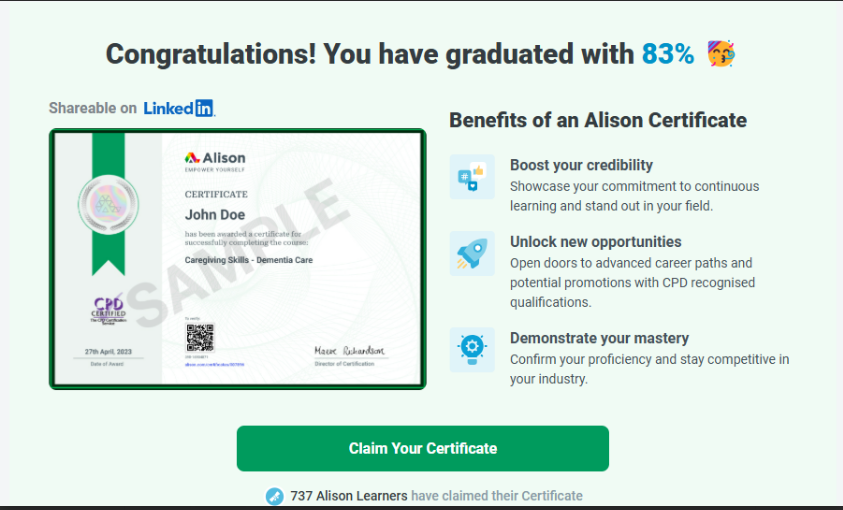 Congratulations! You have graduated with 83%
Shareable on LinkedIn
Alison
EMPOWER YOURSELF
CERTIFICATE
John Doe
has been awarded a certificate for
successfully completing the course:
Caregiving Skills - Dementia Care
SAMPLE
CPD
CERTIFIED
The CPD Certification
Service
27th April, 2023
Date of Award
To verify
Maeve Richardson
Director of Certification
Benefits of an Alison Certificate
Boost your credibility
Showcase your commitment to continuous
learning and stand out in your field.
Unlock new opportunities
Open doors to advanced career paths and
potential promotions with CPD recognised
qualifications.
Demonstrate your mastery
Confirm your proficiency and stay competitive in
your industry.
Claim Your Certificate
737 Alison Learners have claimed their Certificate